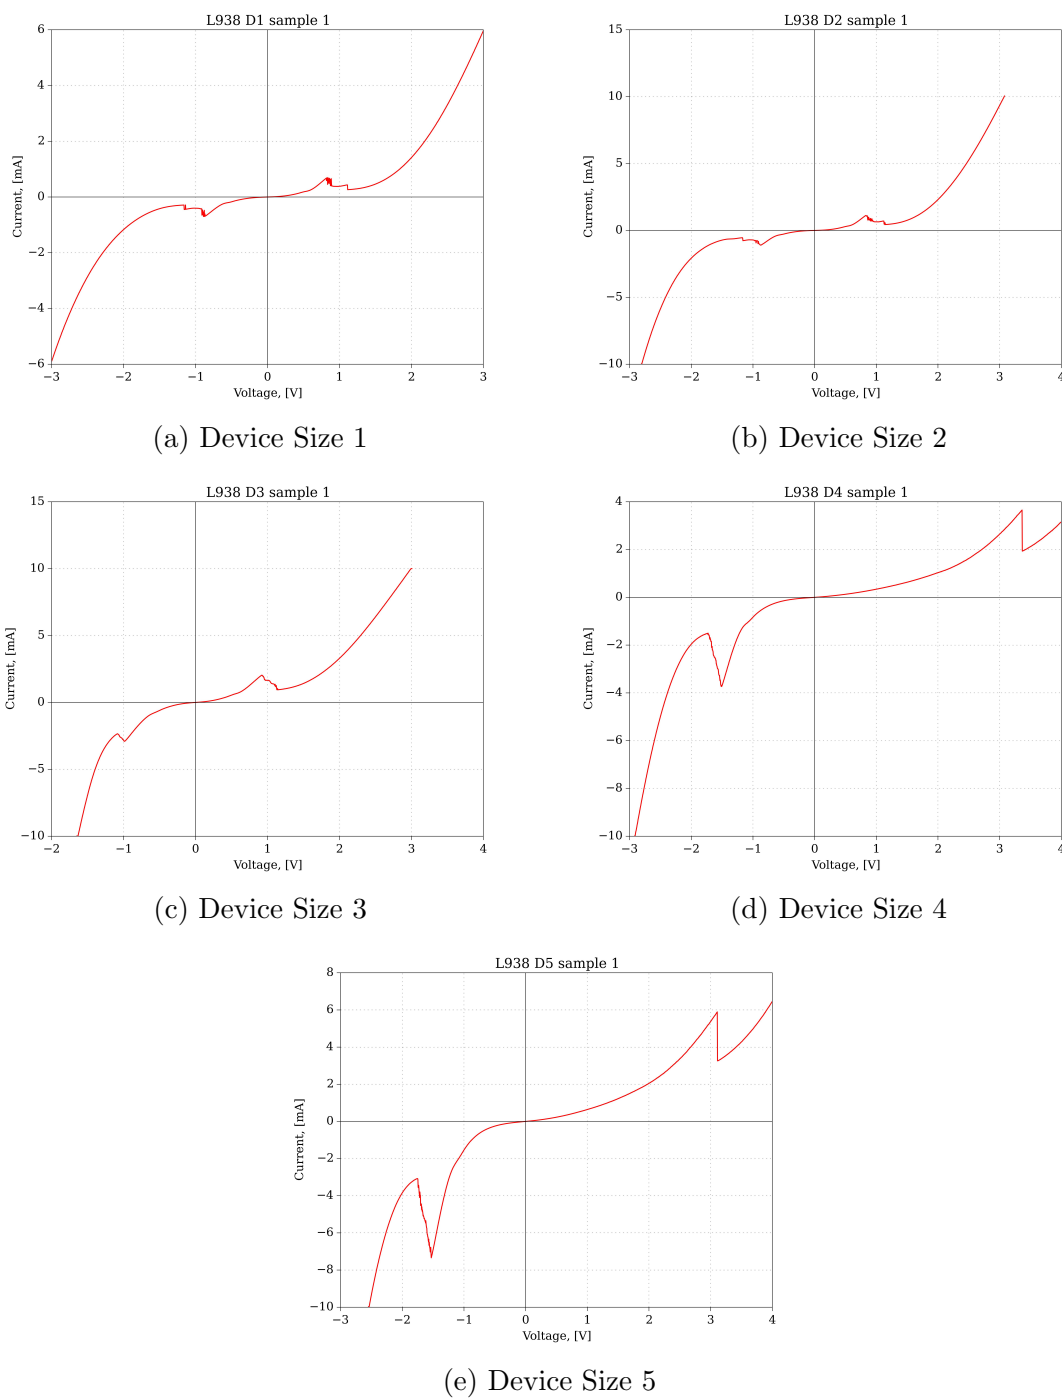 L938 D1 sample 1
6
4
2
0
−2
−4
−6
Current, [mA]
−3 −2 −1 0 1 2 3
Voltage, [V]
(a) Device Size 1
L938 D2 sample 1
15
10
5
0
−5
−10
Current, [mA]
−3 −2 −1 0 1 2 3 4
Voltage, [V]
(b) Device Size 2
L938 D3 sample 1
15
10
5
0
−5
−10
Current, [mA]
−2 −1 0 1 2 3 4
Voltage, [V]
(c) Device Size 3
L938 D4 sample 1
4
2
0
−2
−4
−6
−8
−10
Current, [mA]
−3 −2 −1 0 1 2 3 4
Voltage, [V]
(d) Device Size 4
L938 D5 sample 1
8
6
4
2
0
−2
−4
−6
−8
−10
Current, [mA]
−3 −2 −1 0 1 2 3 4
Voltage, [V]
(e) Device Size 5